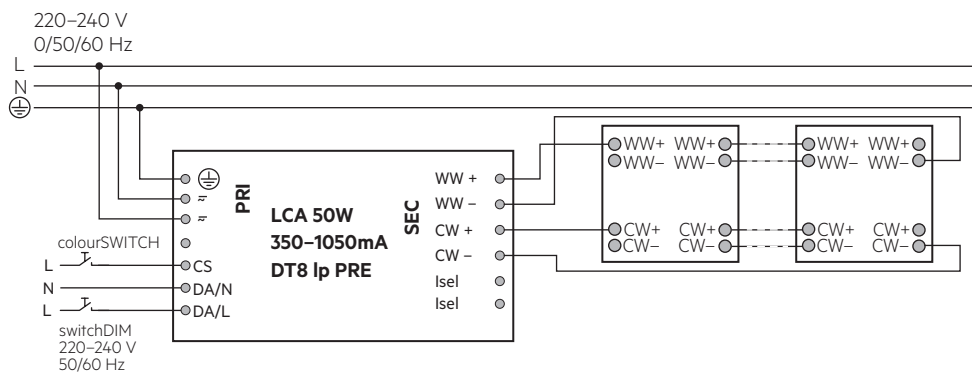 220–240 V
0/50/60 Hz
L
N
PRI
LCA 50W
350–1050mA
DT8 lp PRE
SEC
WW +
WW –
CW +
CW –
Isel
Isel
colourSWITCH
L
CS
N
DA/N
L
DA/L
switchDIM
220–240 V
50/60 Hz
WW+ WW+
WW– WW–
CW+ CW+
CW– CW–
WW+ WW+
WW– WW–
CW+ CW+
CW– CW–